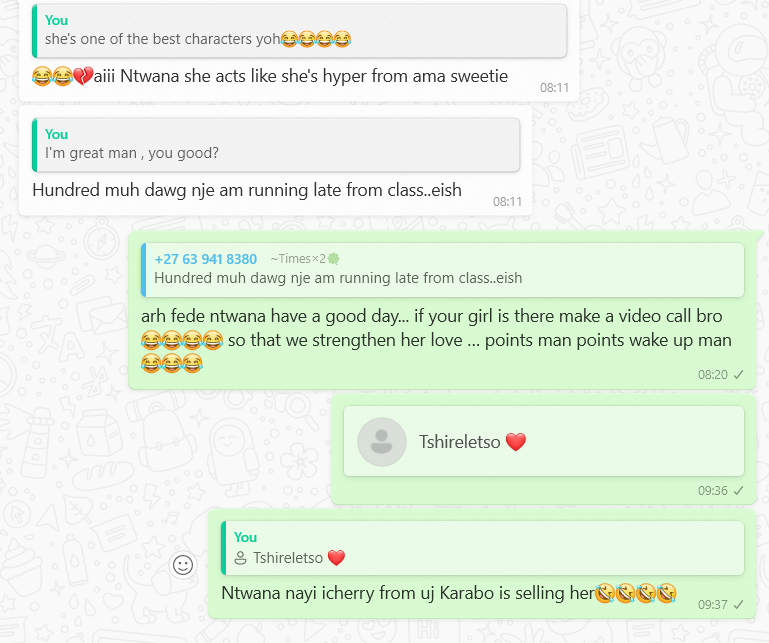 You
she's one of the best characters yoh😂😂😂😂
😂😂💔aiii Ntwana she acts like she's hyper from ama sweetie
08:11
You
I'm great man , you good?
Hundred muh dawg nje am running late from class..eish
08:11
+27 63 941 8380 ~Times×2🍀
Hundred muh dawg nje am running late from class..eish
arh fede ntwana have a good day... if your girl is there make a video call bro
😂😂😂😂 so that we strengthen her love ... points man points wake up man
😂😂😂
08:20
Tshireletso ❤️
09:36
You
Tshireletso ❤️
Ntwana nayi icherry from uj Karabo is selling her🤣🤣🤣🤣
09:37